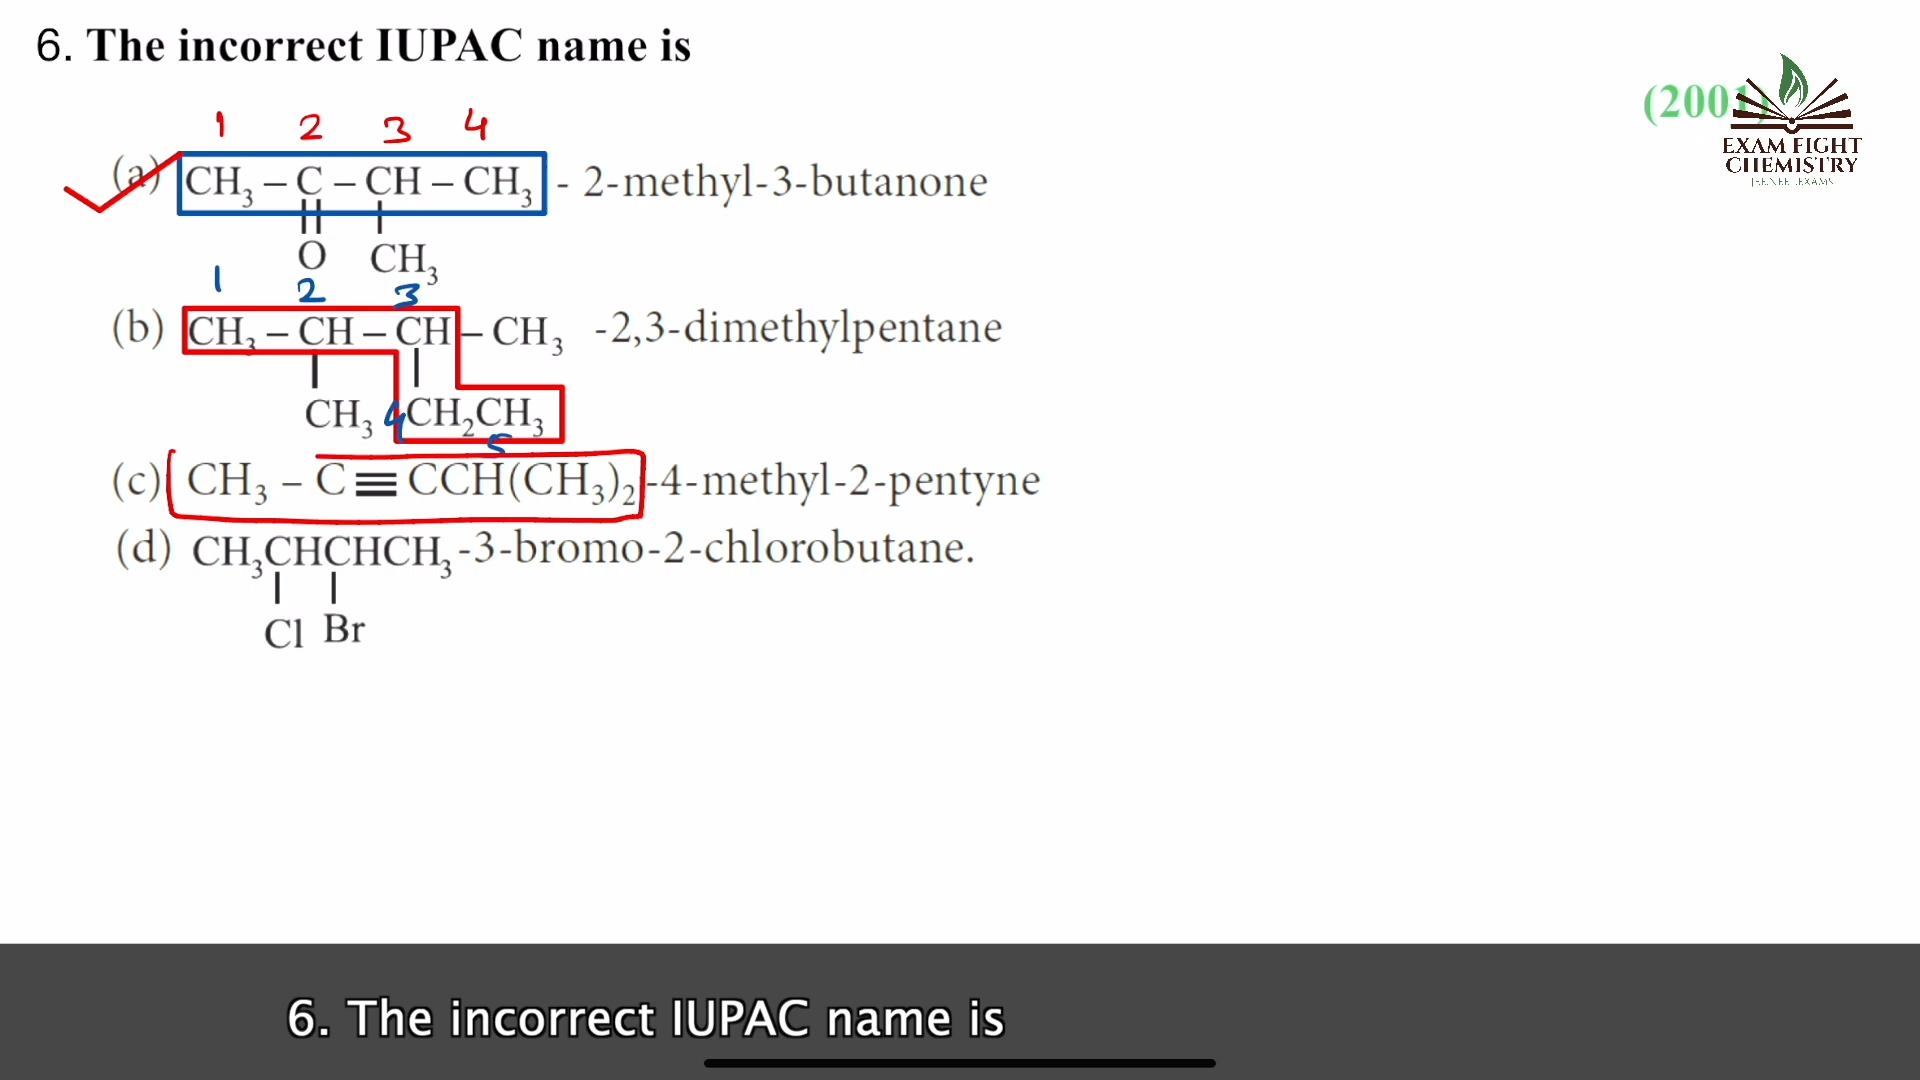 6. The incorrect IUPAC name is
(2001)
EXAM FIGHT
CHEMISTRY
1 2 3 4
(a) CH₃ – C – CH – CH₃ - 2-methyl-3-butanone
O CH₃
1 2 3
(b) CH₃ – CH – CH – CH₃ -2,3-dimethylpentane
CH₃ 4 CH₂CH₃
5
(c) CH₃ – C ≡ CCH(CH₃)₂ -4-methyl-2-pentyne
(d) CH₃CHCHCH₃ -3-bromo-2-chlorobutane.
Cl Br
6. The incorrect IUPAC name is